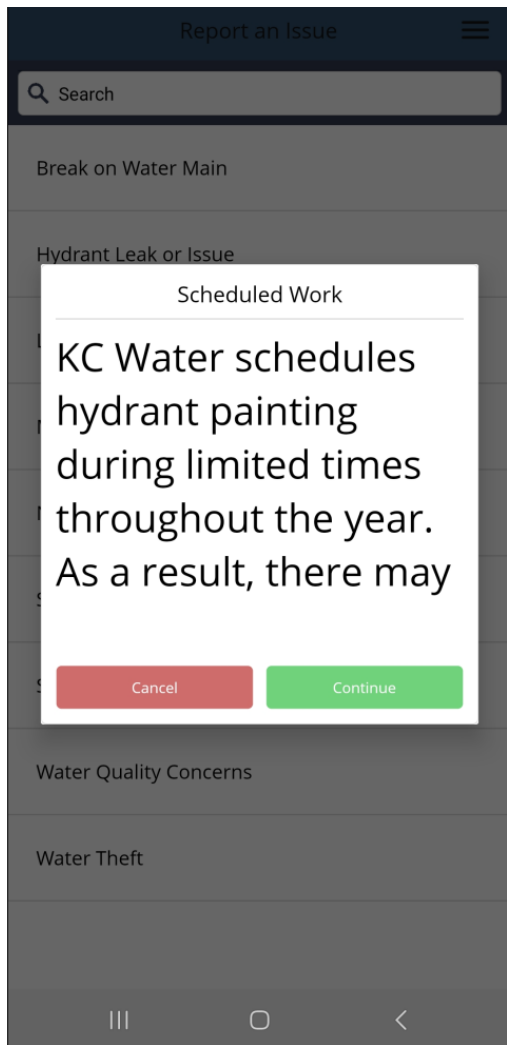 Report an Issue
Search
Break on Water Main
Hydrant Leak or Issue
Scheduled Work
KC Water schedules
hydrant painting
during limited times
throughout the year.
As a result, there may
Cancel
Continue
Water Quality Concerns
Water Theft